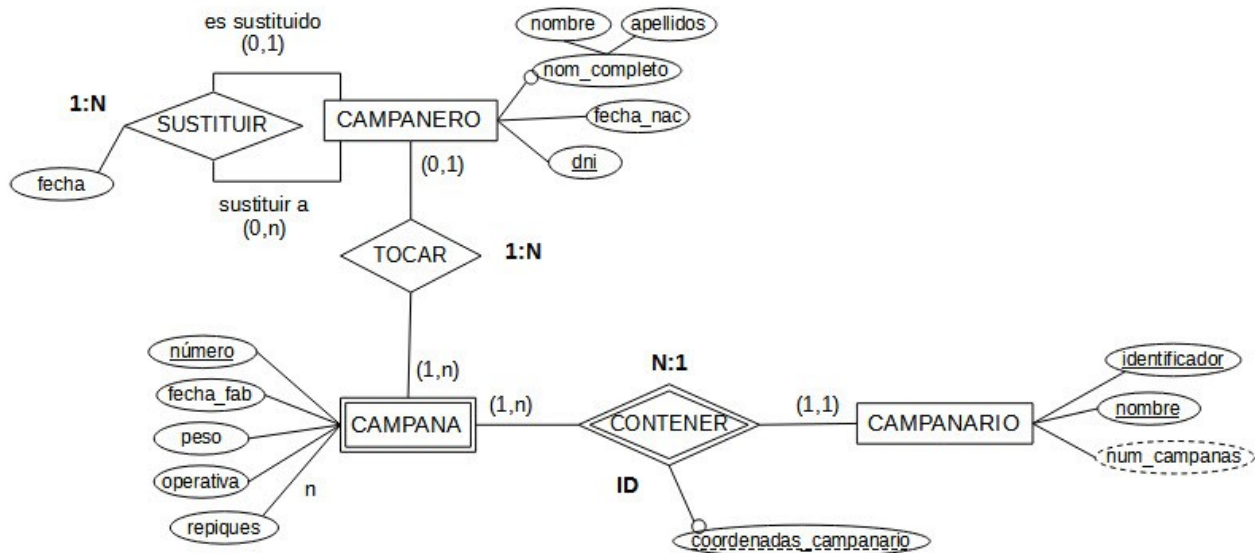 es sustituido
(0,1)
nombre
apellidos
nom_completo
1:N
SUSTITUIR
CAMPANERO
fecha_nac
dni
fecha
(0,1)
sustituir a
(0,n)
TOCAR
1:N
número
fecha_fab
peso
operativa
repiques
n
(1,n)
CAMPANA
(1,n)
N:1
CONTENER
ID
(1,1)
CAMPANARIO
identificador
nombre
num_campanas
coordenadas_campanario